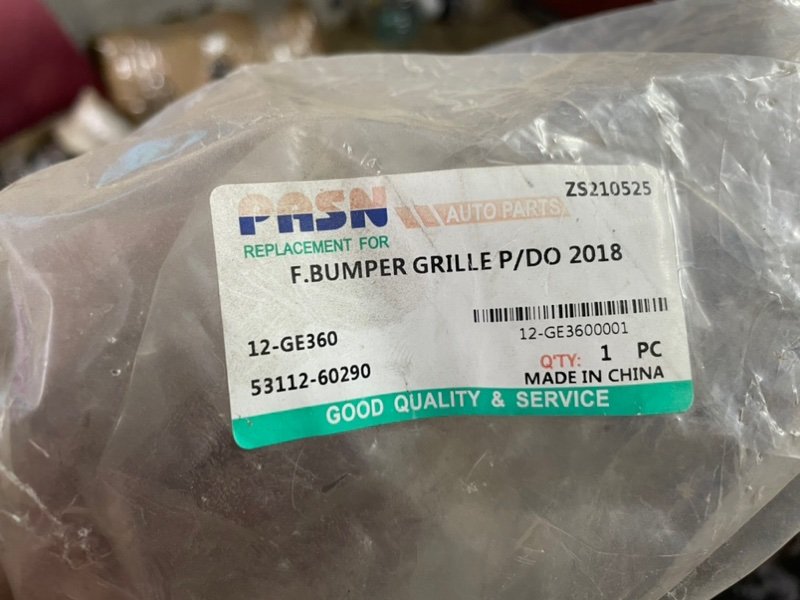 PASN AUTO PARTS ZS210525
REPLACEMENT FOR
F.BUMPER GRILLE P/DO 2018
12-GE360
12-GE3600001
53112-60290
Q'TY: 1 PC
MADE IN CHINA
GOOD QUALITY & SERVICE